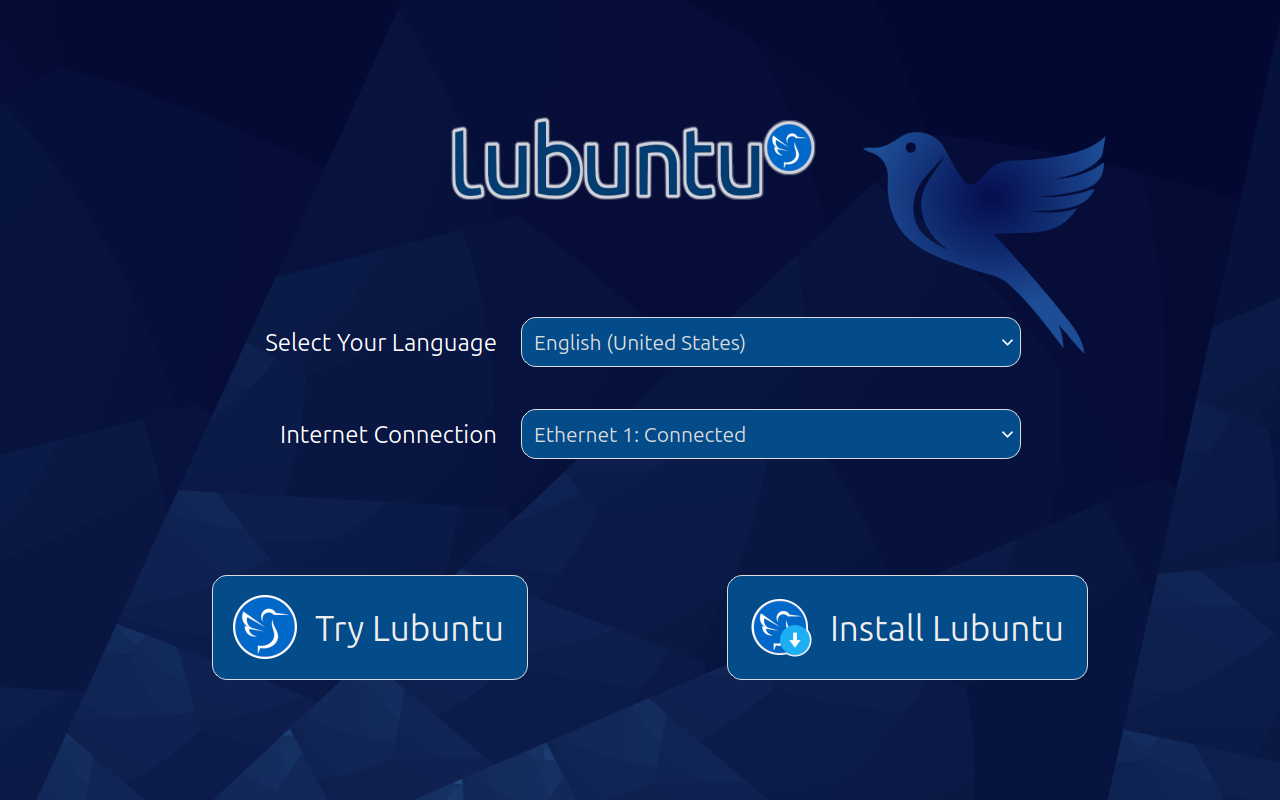 lubuntu
Select Your Language
English (United States)
Internet Connection
Ethernet 1: Connected
Try Lubuntu
Install Lubuntu